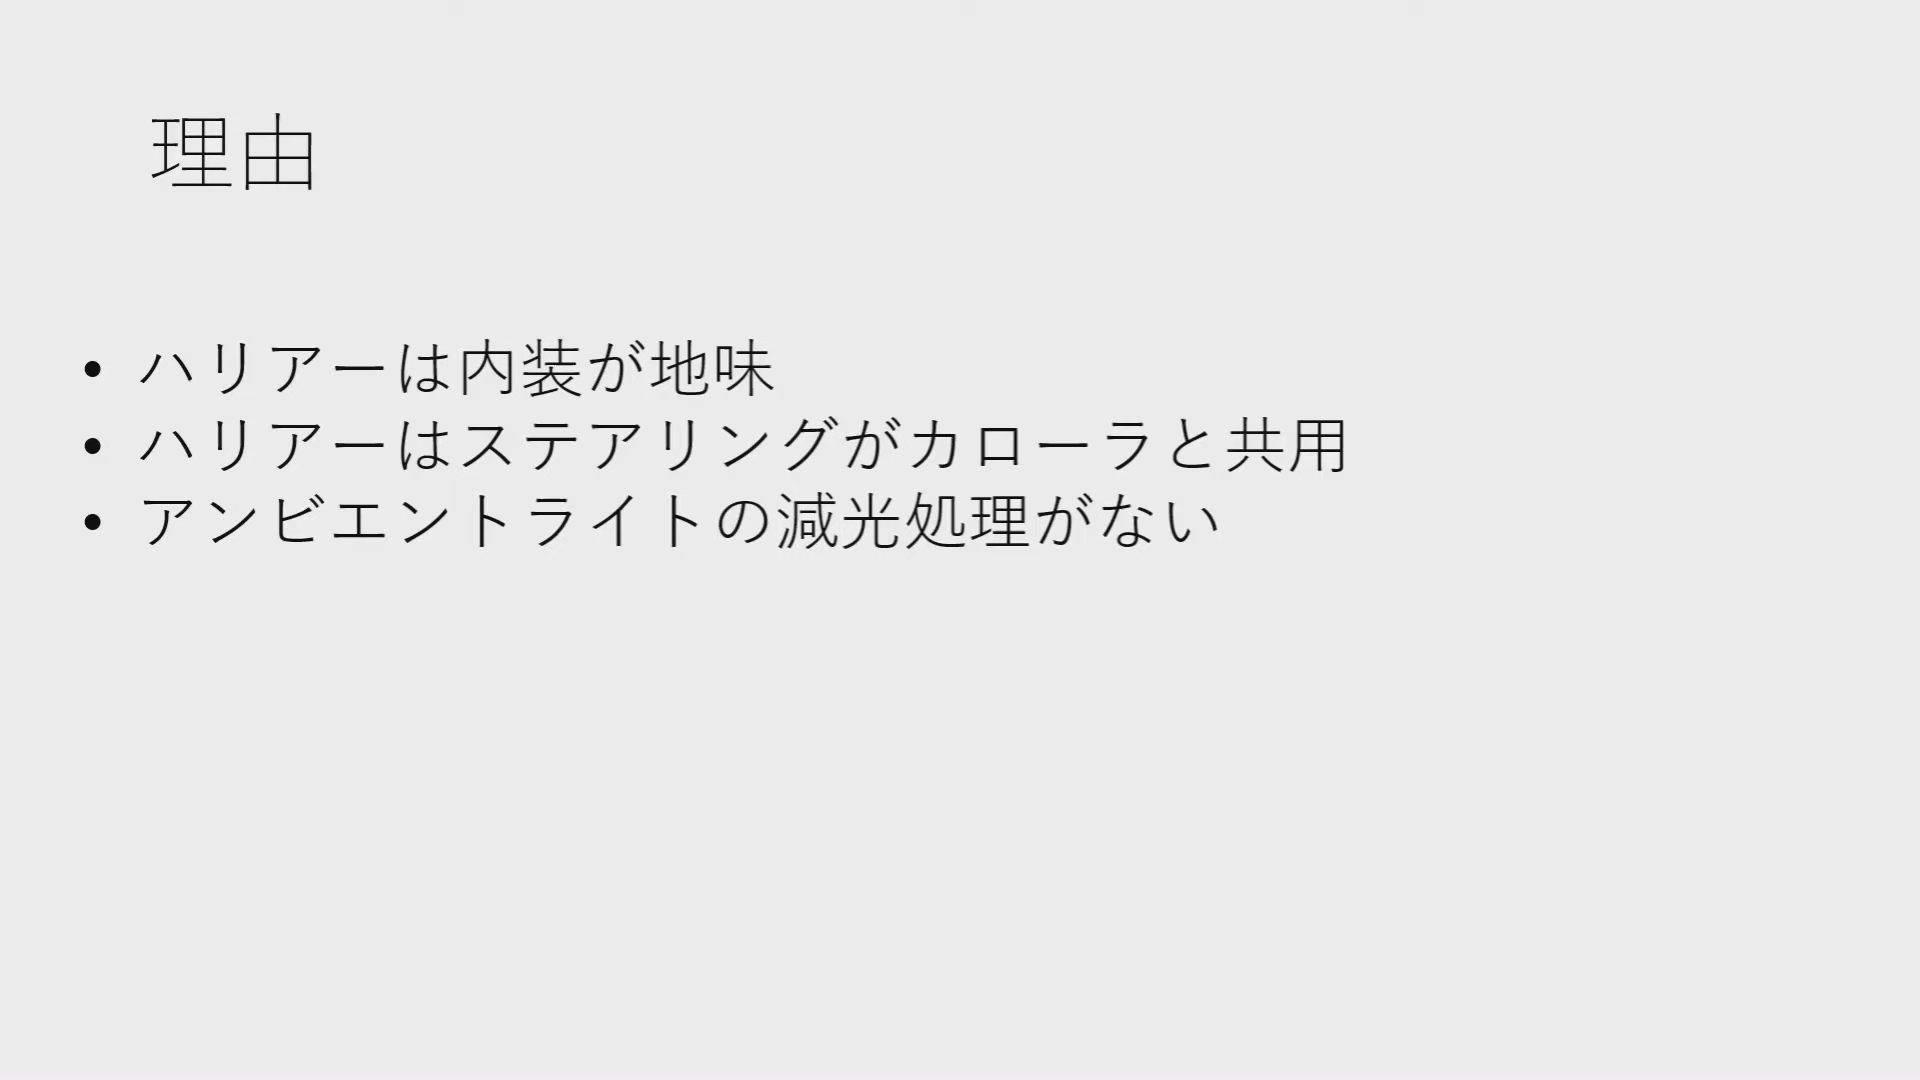 理由
• ハリアーは内装が地味
• ハリアーはステアリングがカローラと共用
• アンビエントライトの減光処理がない